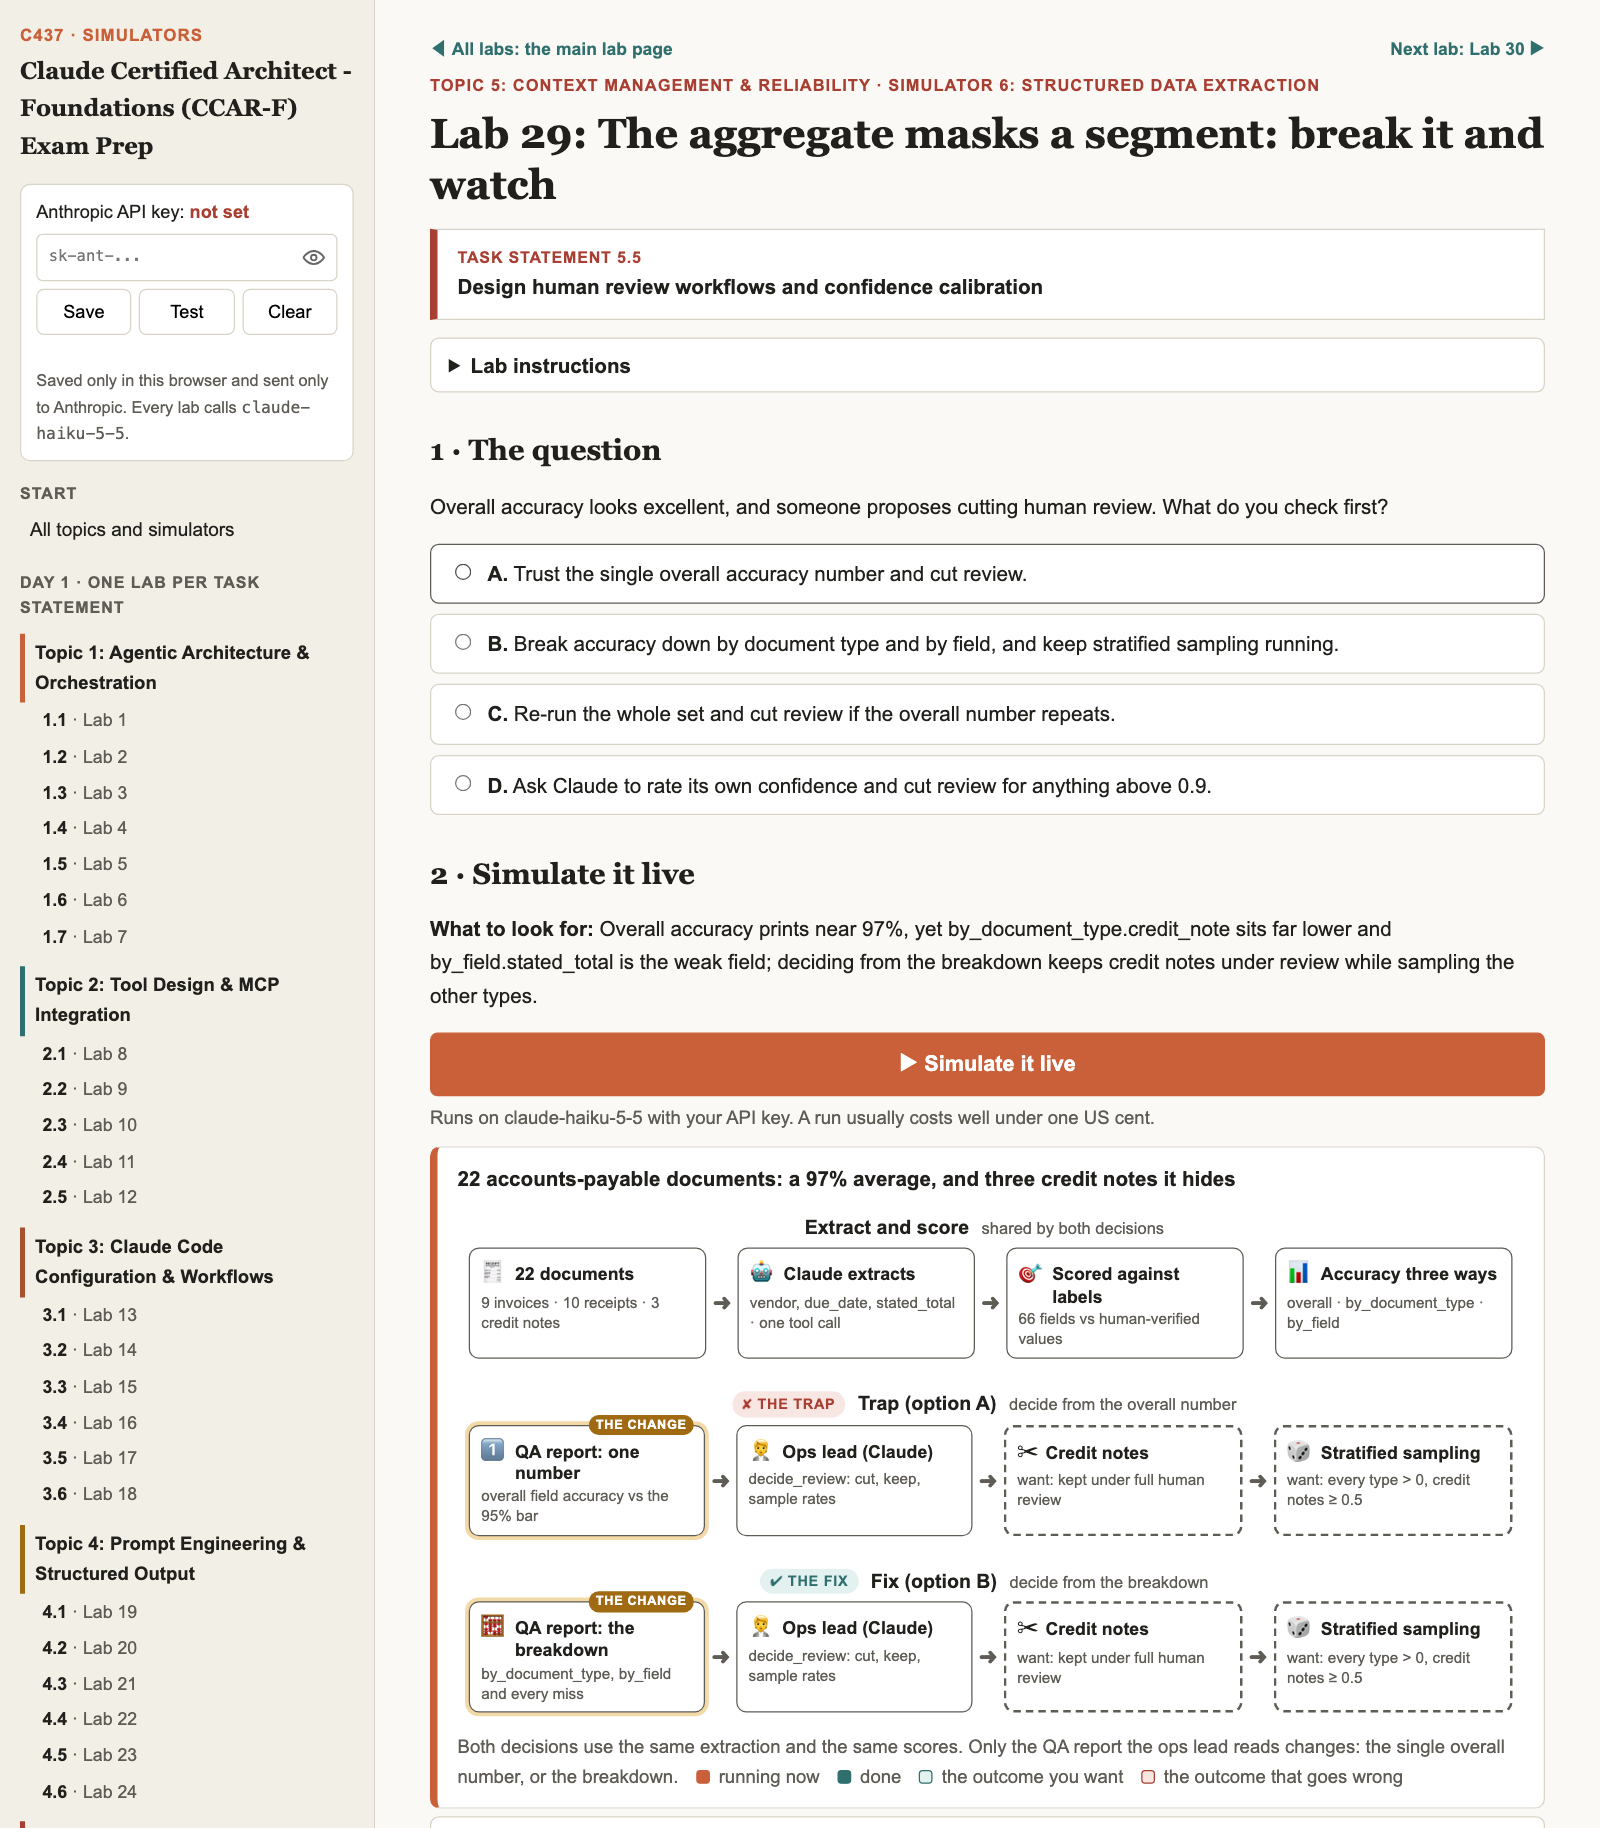 C437 · SIMULATORS
Claude Certified Architect -
Foundations (CCAR-F)
Exam Prep
Anthropic API key: not set
sk-ant-...
Save
Test
Clear
Saved only in this browser and sent only
to Anthropic. Every lab calls claude-
haiku-5-5.
START
All topics and simulators
DAY 1 · ONE LAB PER TASK
STATEMENT
Topic 1: Agentic Architecture &
Orchestration
1.1 · Lab 1
1.2 · Lab 2
1.3 · Lab 3
1.4 · Lab 4
1.5 · Lab 5
1.6 · Lab 6
1.7 · Lab 7
Topic 2: Tool Design & MCP
Integration
2.1 · Lab 8
2.2 · Lab 9
2.3 · Lab 10
2.4 · Lab 11
2.5 · Lab 12
Topic 3: Claude Code
Configuration & Workflows
3.1 · Lab 13
3.2 · Lab 14
3.3 · Lab 15
3.4 · Lab 16
3.5 · Lab 17
3.6 · Lab 18
Topic 4: Prompt Engineering &
Structured Output
4.1 · Lab 19
4.2 · Lab 20
4.3 · Lab 21
4.4 · Lab 22
4.5 · Lab 23
4.6 · Lab 24
◀ All labs: the main lab page
Next lab: Lab 30 ▶
TOPIC 5: CONTEXT MANAGEMENT & RELIABILITY · SIMULATOR 6: STRUCTURED DATA EXTRACTION
Lab 29: The aggregate masks a segment: break it and
watch
TASK STATEMENT 5.5
Design human review workflows and confidence calibration
▶ Lab instructions
1 · The question
Overall accuracy looks excellent, and someone proposes cutting human review. What do you check first?
A. Trust the single overall accuracy number and cut review.
B. Break accuracy down by document type and by field, and keep stratified sampling running.
C. Re-run the whole set and cut review if the overall number repeats.
D. Ask Claude to rate its own confidence and cut review for anything above 0.9.
2 · Simulate it live
What to look for: Overall accuracy prints near 97%, yet by_document_type.credit_note sits far lower and
by_field.stated_total is the weak field; deciding from the breakdown keeps credit notes under review while sampling the
other types.
▶ Simulate it live
Runs on claude-haiku-5-5 with your API key. A run usually costs well under one US cent.
22 accounts-payable documents: a 97% average, and three credit notes it hides
Extract and score shared by both decisions
22 documents
9 invoices · 10 receipts · 3
credit notes
Claude extracts
vendor, due_date, stated_total
· one tool call
Scored against
labels
66 fields vs human-verified
values
Accuracy three ways
overall · by_document_type ·
by_field
✘ THE TRAP Trap (option A) decide from the overall number
THE CHANGE
1 QA report: one
number
overall field accuracy vs the
95% bar
Ops lead (Claude)
decide_review: cut, keep,
sample rates
Credit notes
want: kept under full human
review
Stratified sampling
want: every type > 0, credit
notes ≥ 0.5
✔ THE FIX Fix (option B) decide from the breakdown
THE CHANGE
QA report: the
breakdown
by_document_type, by_field
and every miss
Ops lead (Claude)
decide_review: cut, keep,
sample rates
Credit notes
want: kept under full human
review
Stratified sampling
want: every type > 0, credit
notes ≥ 0.5
Both decisions use the same extraction and the same scores. Only the QA report the ops lead reads changes: the single overall
number, or the breakdown. running now done the outcome you want the outcome that goes wrong